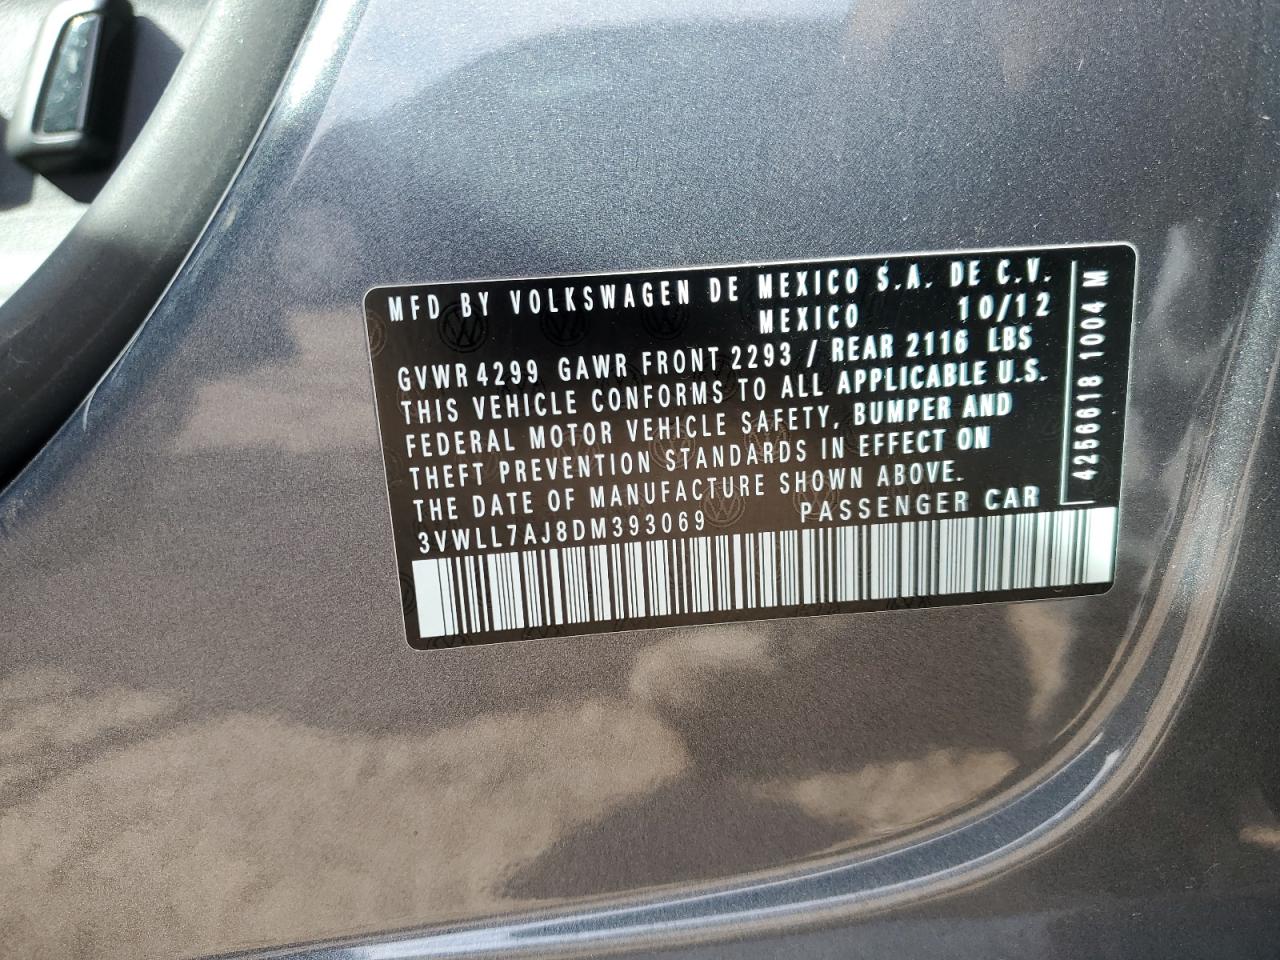 MFD BY VOLKSWAGEN DE MEXICO S.A. DE C.V.
MEXICO 10/12
GVWR 4299 GAWR FRONT 2293 / REAR 2116 LBS
THIS VEHICLE CONFORMS TO ALL APPLICABLE U.S.
FEDERAL MOTOR VEHICLE SAFETY, BUMPER AND
THEFT PREVENTION STANDARDS IN EFFECT ON
THE DATE OF MANUFACTURE SHOWN ABOVE.
3VWLL7AJ8DM393069 PASSENGER CAR
4256618 1004 M